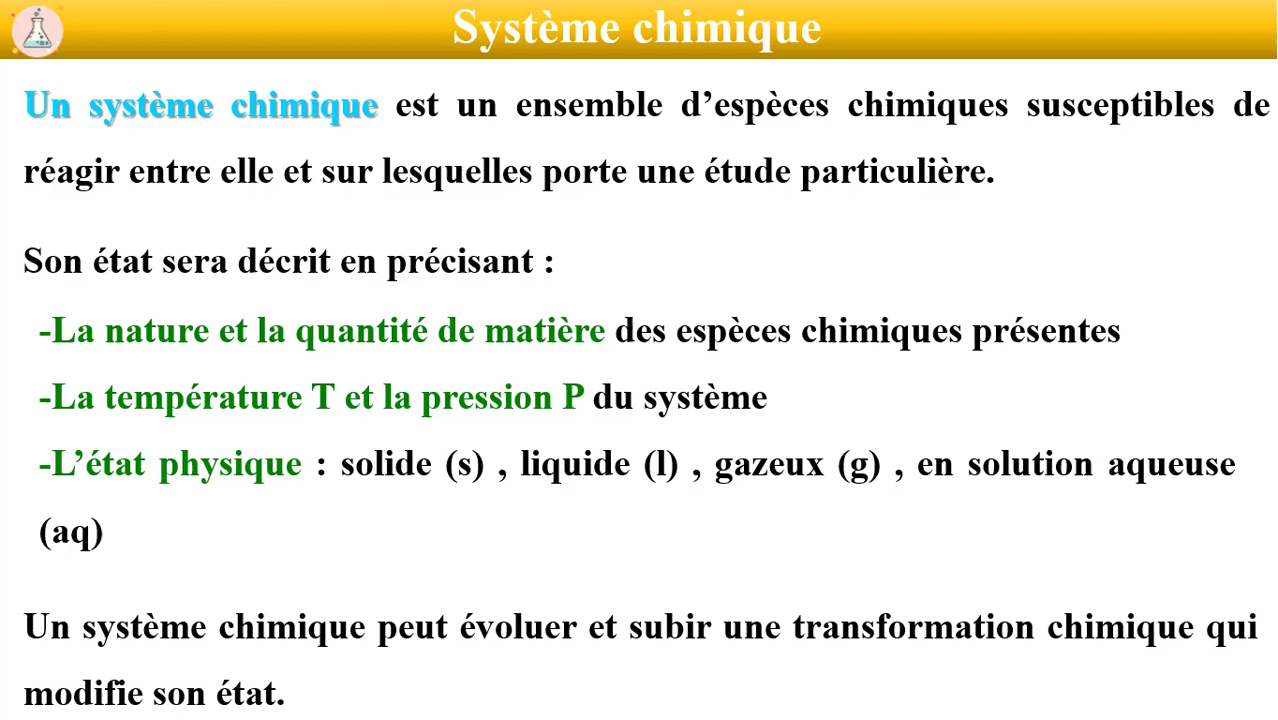 Système chimique
Un système chimique est un ensemble d’espèces chimiques susceptibles de
réagir entre elle et sur lesquelles porte une étude particulière.
Son état sera décrit en précisant :
-La nature et la quantité de matière des espèces chimiques présentes
-La température T et la pression P du système
-L’état physique : solide (s) , liquide (l) , gazeux (g) , en solution aqueuse
(aq)
Un système chimique peut évoluer et subir une transformation chimique qui
modifie son état.